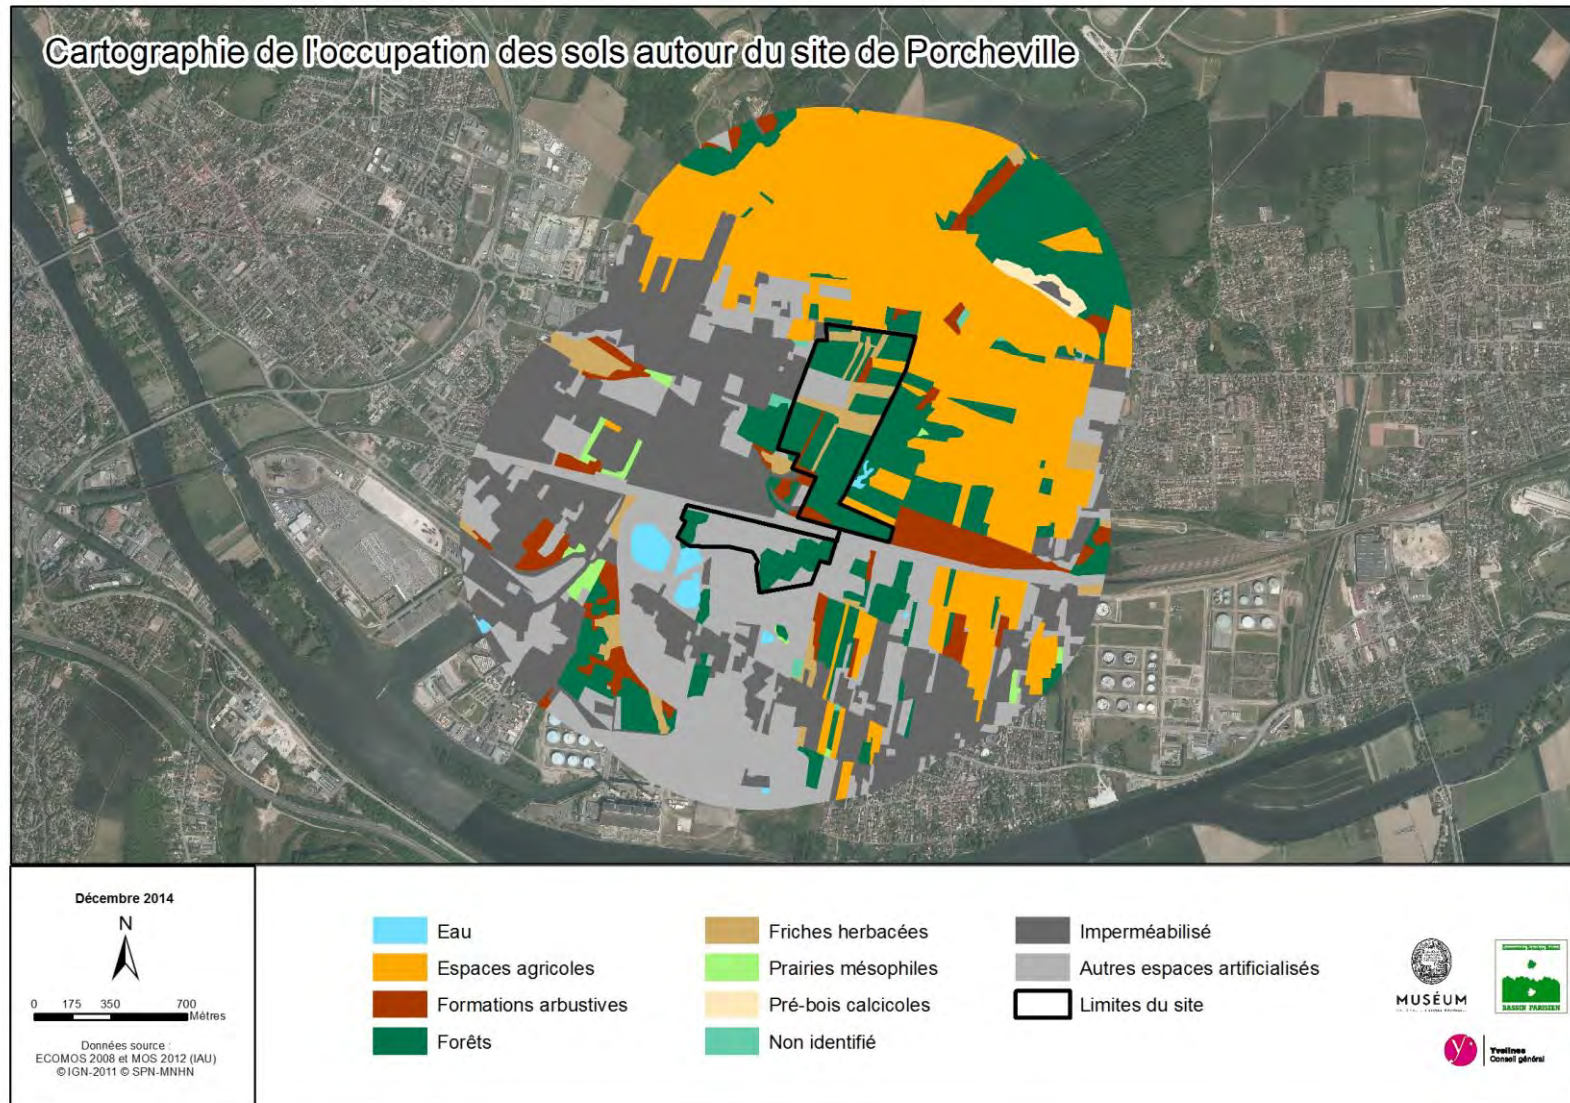 Cartographie de l'occupation des sols autour du site de Porcheville
Décembre 2014
N
0 175 350 700
Mètres
Données source :
ECOMOS 2008 et MOS 2012 (IAU)
© IGN-2011 © SPN-MNHN
Eau
Espaces agricoles
Formations arbustives
Forêts
Friches herbacées
Prairies mésophiles
Pré-bois calcicoles
Non identifié
Imperméabilisé
Autres espaces artificialisés
Limites du site
MUSÉUM
BASSIN PARISIEN
Yvelines
Conseil général